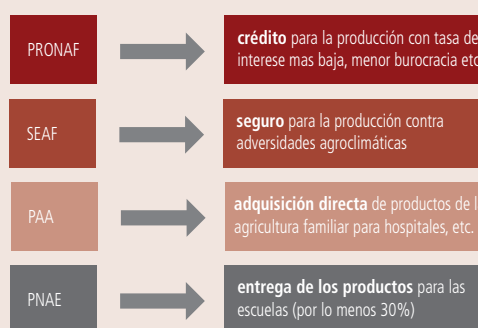 PRONAF
crédito para la producción con tasa de
interese mas baja, menor burocracia etc
SEAF
seguro para la producción contra
adversidades agroclimáticas
PAA
adquisición directa de productos de l
agricultura familiar para hospitales, etc.
PNAE
entrega de los productos para las
escuelas (por lo menos 30%)